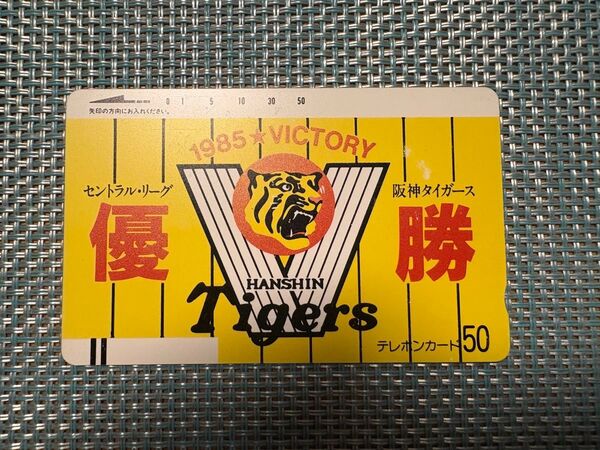 0 1 5 10 30 50
矢印の方向にお入れください。
1985★VICTORY
セントラル・リーグ
優
阪神タイガース
勝
HANSHIN
Tigers
テレホンカード50